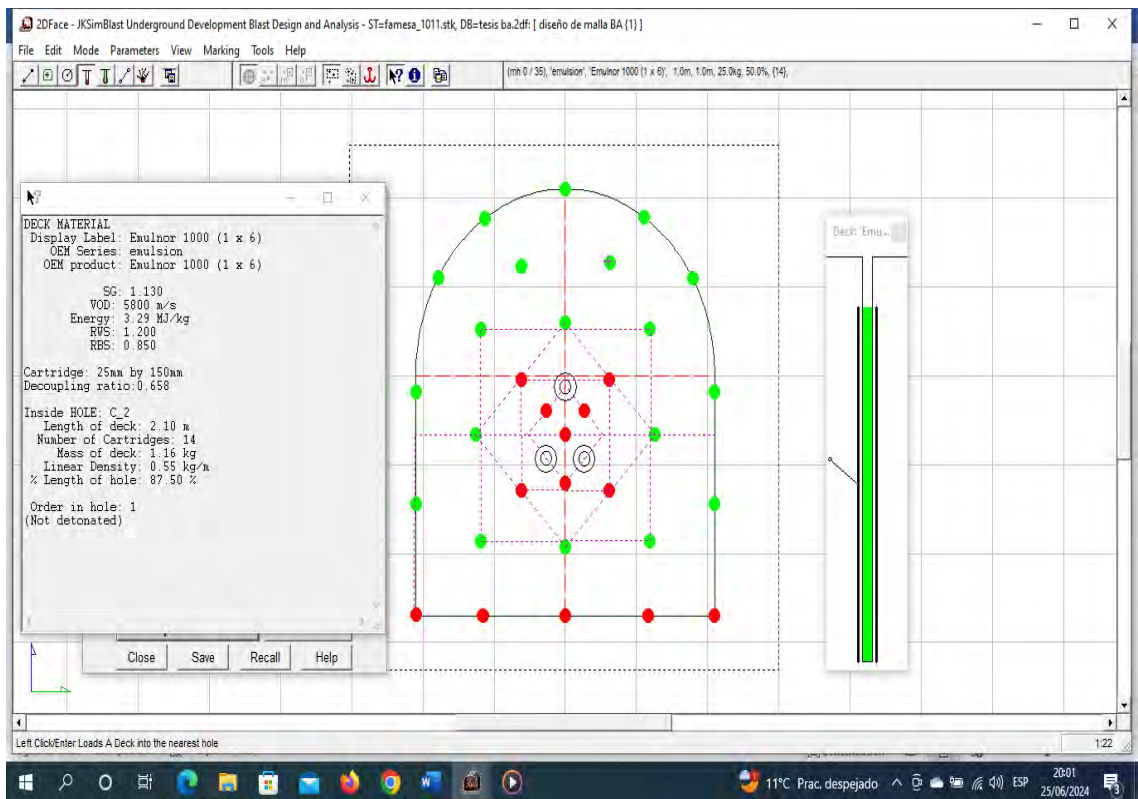 2DFace - JKSimBlast Underground Development Blast Design and Analysis - ST=famesa_1011.stk, DB=tesis ba.2df: [ diseño de malla BA {1} ]
File Edit Mode Parameters View Marking Tools Help
(mh 0 / 35), 'emulsion', 'Emulnor 1000 (1 x 6)', 1.0m, 1.0m, 25.0kg, 50.0%, {14},
DECK MATERIAL
Display Label: Emulnor 1000 (1 x 6)
OEM Series: emulsion
OEM product: Emulnor 1000 (1 x 6)
SG: 1.130
VOD: 5800 m/s
Energy: 3.29 MJ/kg
RWS: 1.200
RBS: 0.850
Cartridge: 25mm by 150mm
Decoupling ratio:0.658
Inside HOLE: C_2
Length of deck: 2.10 m
Number of Cartridges: 14
Mass of deck: 1.16 kg
Linear Density: 0.55 kg/m
% Length of hole: 87.50 %
Order in hole: 1
(Not detonated)
Deck: 'Emu...
Close Save Recall Help
Left Click/Enter Loads A Deck into the nearest hole
1:22
11°C Prac. despejado
ESP
20:01
25/06/2024
3